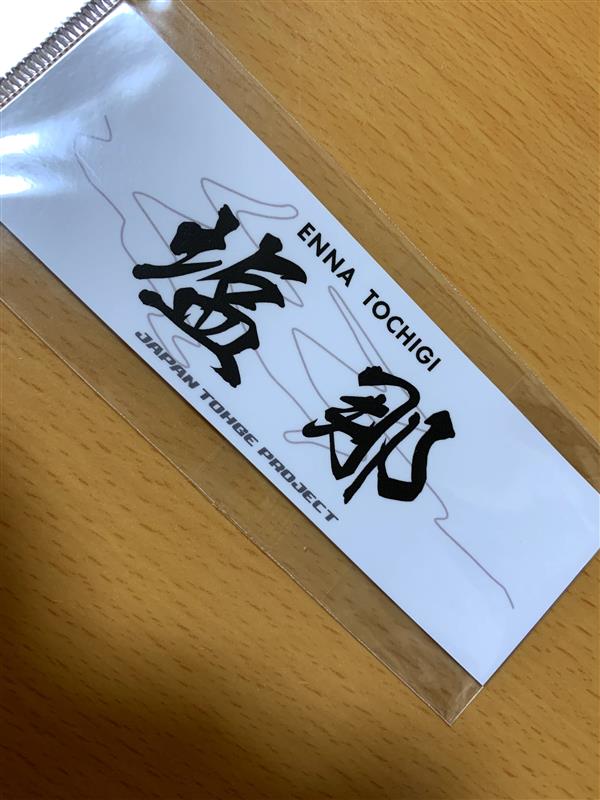 ENNA TOCHIGI
塩那
JAPAN TOHGE PROJECT